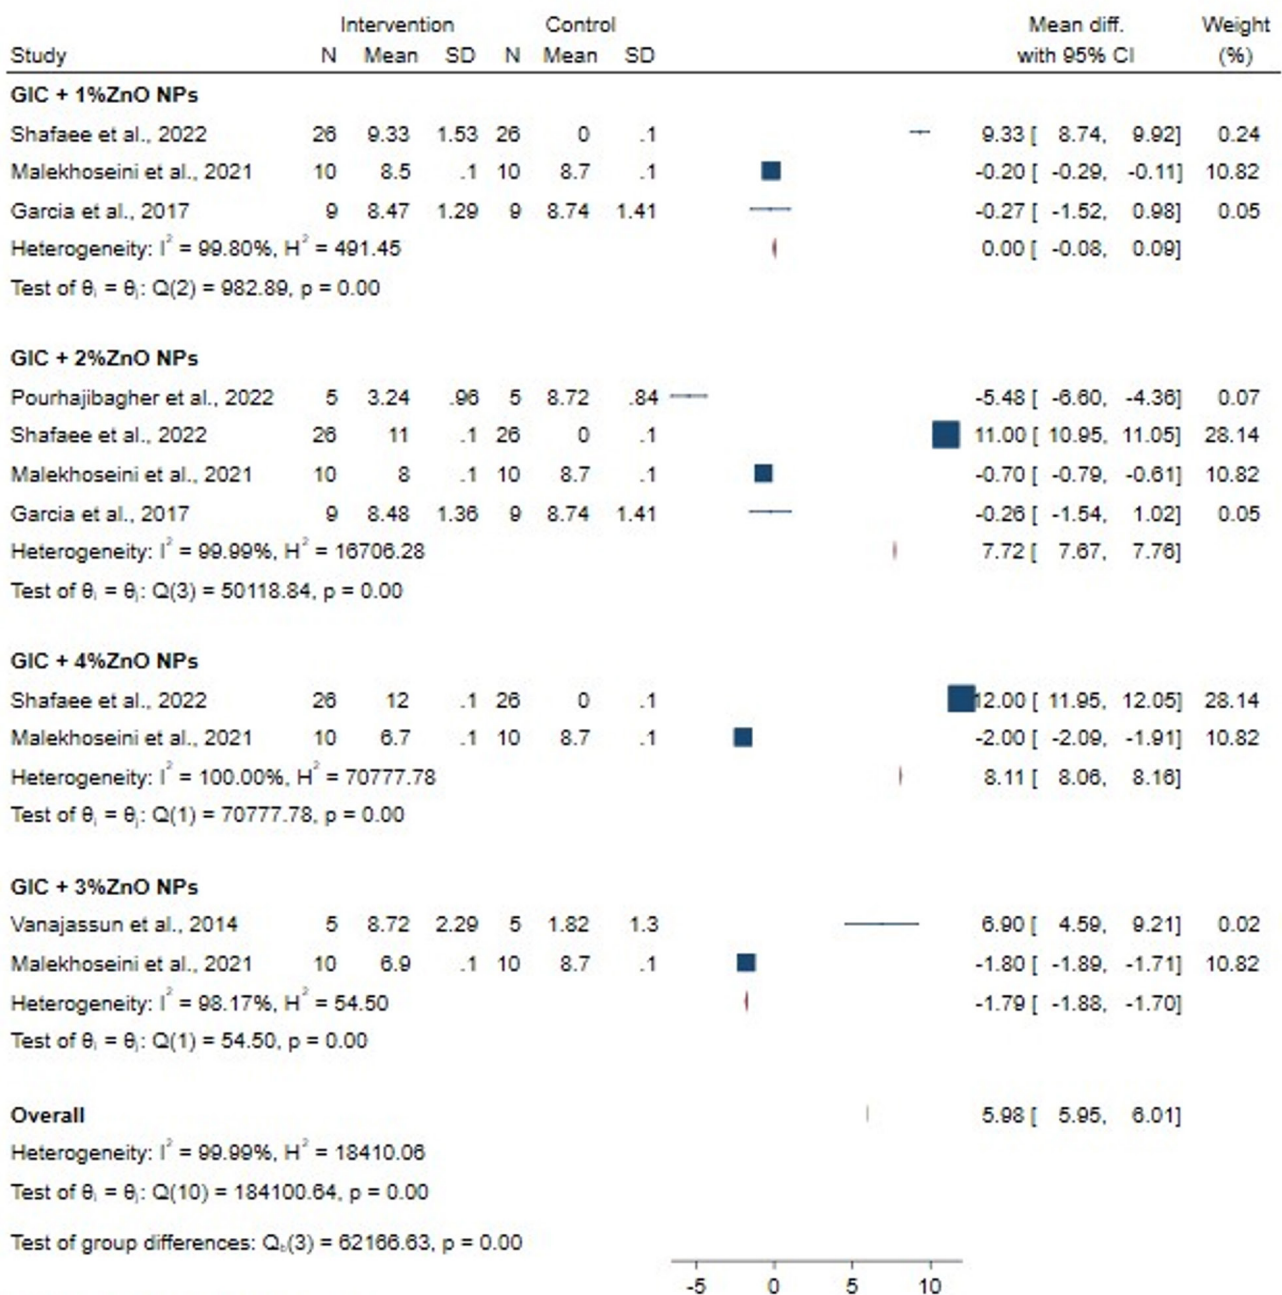 Intervention Control Mean diff. Weight
Study N Mean SD N Mean SD with 95% CI (%)
GIC + 1%ZnO NPs
Shafaee et al., 2022 26 9.33 1.53 26 0 .1 9.33 [ 8.74, 9.92] 0.24
Malekhoseini et al., 2021 10 8.5 .1 10 8.7 .1 -0.20 [ -0.29, -0.11] 10.82
Garcia et al., 2017 9 8.47 1.29 9 8.74 1.41 -0.27 [ -1.52, 0.98] 0.05
Heterogeneity: I² = 99.80%, H² = 491.45 0.00 [ -0.08, 0.09]
Test of θᵢ = θⱼ: Q(2) = 982.89, p = 0.00
GIC + 2%ZnO NPs
Pourhajibagher et al., 2022 5 3.24 .96 5 8.72 .84 -5.48 [ -6.60, -4.36] 0.07
Shafaee et al., 2022 26 11 .1 26 0 .1 11.00 [ 10.95, 11.05] 28.14
Malekhoseini et al., 2021 10 8 .1 10 8.7 .1 -0.70 [ -0.79, -0.61] 10.82
Garcia et al., 2017 9 8.48 1.36 9 8.74 1.41 -0.26 [ -1.54, 1.02] 0.05
Heterogeneity: I² = 99.99%, H² = 16706.28 7.72 [ 7.67, 7.76]
Test of θᵢ = θⱼ: Q(3) = 50118.84, p = 0.00
GIC + 4%ZnO NPs
Shafaee et al., 2022 26 12 .1 26 0 .1 12.00 [ 11.95, 12.05] 28.14
Malekhoseini et al., 2021 10 6.7 .1 10 8.7 .1 -2.00 [ -2.09, -1.91] 10.82
Heterogeneity: I² = 100.00%, H² = 70777.78 8.11 [ 8.06, 8.16]
Test of θᵢ = θⱼ: Q(1) = 70777.78, p = 0.00
GIC + 3%ZnO NPs
Vanajassun et al., 2014 5 8.72 2.29 5 1.82 1.3 6.90 [ 4.59, 9.21] 0.02
Malekhoseini et al., 2021 10 6.9 .1 10 8.7 .1 -1.80 [ -1.89, -1.71] 10.82
Heterogeneity: I² = 98.17%, H² = 54.50 -1.79 [ -1.88, -1.70]
Test of θᵢ = θⱼ: Q(1) = 54.50, p = 0.00
Overall 5.98 [ 5.95, 6.01]
Heterogeneity: I² = 99.99%, H² = 18410.06
Test of θᵢ = θⱼ: Q(10) = 184100.64, p = 0.00
Test of group differences: Q_b(3) = 62166.63, p = 0.00
-5 0 5 10